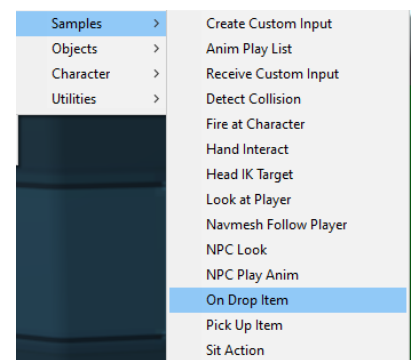 Samples >
Objects >
Character >
Utilities >
Create Custom Input
Anim Play List
Receive Custom Input
Detect Collision
Fire at Character
Hand Interact
Head IK Target
Look at Player
Navmesh Follow Player
NPC Look
NPC Play Anim
On Drop Item
Pick Up Item
Sit Action